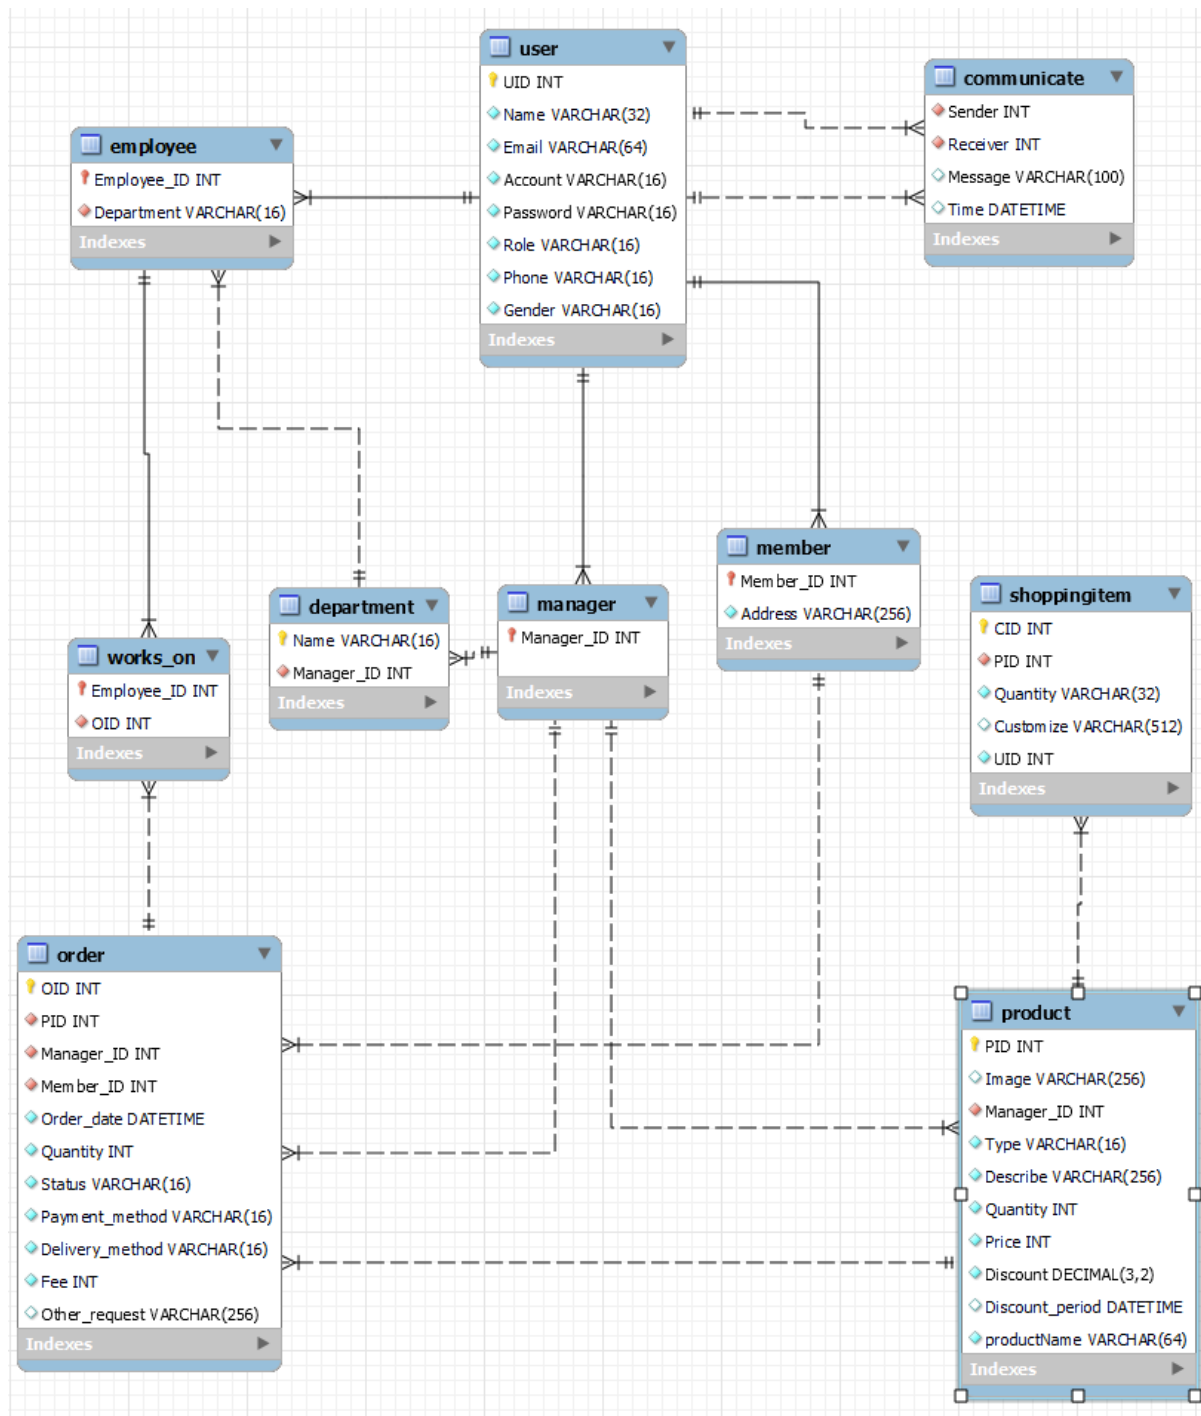 user
UID INT
Name VARCHAR(32)
Email VARCHAR(64)
Account VARCHAR(16)
Password VARCHAR(16)
Role VARCHAR(16)
Phone VARCHAR(16)
Gender VARCHAR(16)
Indexes
communicate
Sender INT
Receiver INT
Message VARCHAR(100)
Time DATETIME
Indexes
employee
Employee_ID INT
Department VARCHAR(16)
Indexes
department
Name VARCHAR(16)
Manager_ID INT
Indexes
manager
Manager_ID INT
Indexes
member
Member_ID INT
Address VARCHAR(256)
Indexes
shoppingitem
CID INT
PID INT
Quantity VARCHAR(32)
Customize VARCHAR(512)
UID INT
Indexes
works_on
Employee_ID INT
OID INT
Indexes
order
OID INT
PID INT
Manager_ID INT
Member_ID INT
Order_date DATETIME
Quantity INT
Status VARCHAR(16)
Payment_method VARCHAR(16)
Delivery_method VARCHAR(16)
Fee INT
Other_request VARCHAR(256)
Indexes
product
PID INT
Image VARCHAR(256)
Manager_ID INT
Type VARCHAR(16)
Describe VARCHAR(256)
Quantity INT
Price INT
Discount DECIMAL(3,2)
Discount_period DATETIME
productName VARCHAR(64)
Indexes